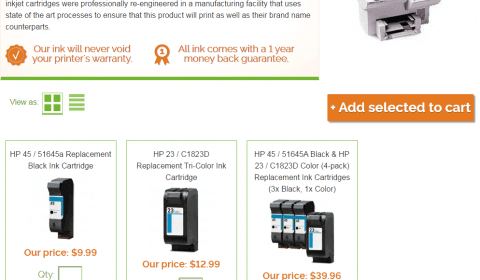 inkjet cartridges were professionally re-engineered in a manufacturing facility that uses
state of the art processes to ensure that this product will print as well as their brand name
counterparts.
Our ink will never void
your printer's warranty.
All ink comes with a 1 year
money back guarantee.
View as:
+ Add selected to cart
HP 45 / 51645a Replacement
Black Ink Cartridge
45
Our price: $9.99
Qty:
HP 23 / C1823D
Replacement Tri-Color Ink
Cartridge
23
Our price: $12.99
HP 45 / 51645A Black & HP
23 / C1823D Color (4-pack)
Replacement Ink Cartridges
(3x Black, 1x Color)
23
Our price: $39.96